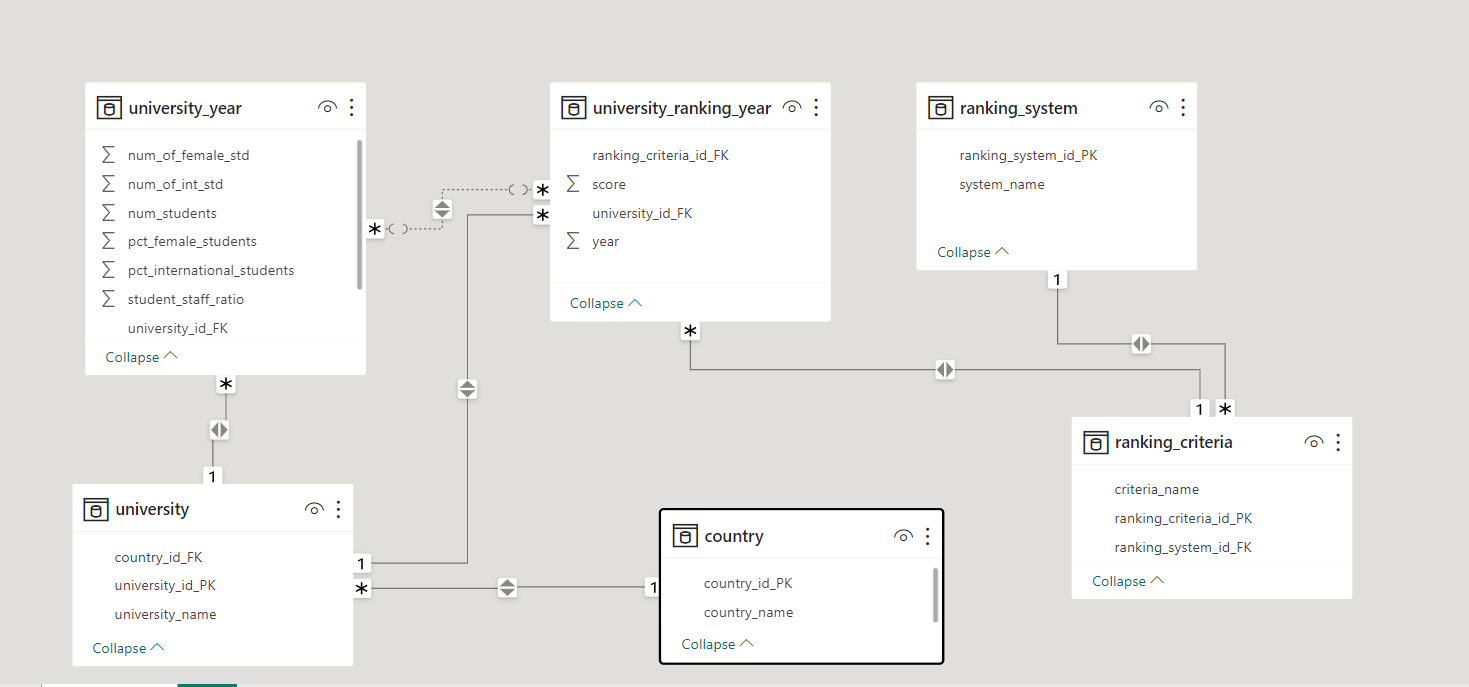 university_year
Σ num_of_female_std
Σ num_of_int_std
Σ num_students
Σ pct_female_students
Σ pct_international_students
Σ student_staff_ratio
university_id_FK
Collapse
university_ranking_year
ranking_criteria_id_FK
Σ score
university_id_FK
Σ year
Collapse
ranking_system
ranking_system_id_PK
system_name
Collapse
*
*
*
*
1
*
1
1
*
*
1
university
country_id_FK
university_id_PK
university_name
Collapse
1
*
1
country
country_id_PK
country_name
Collapse
ranking_criteria
criteria_name
ranking_criteria_id_PK
ranking_system_id_FK
Collapse